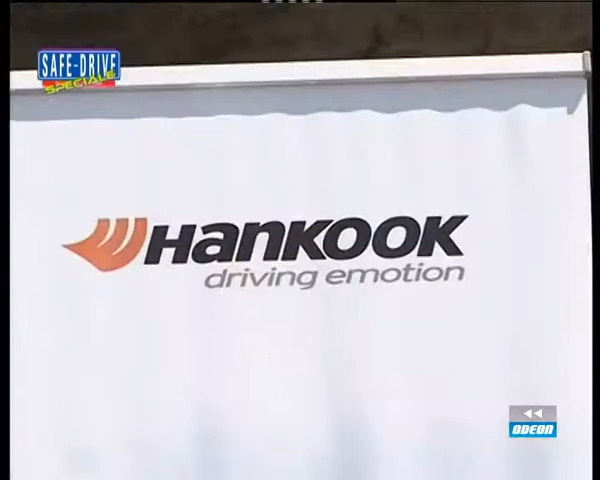 SAFE-DRIVE
SPECIALE
HANKOOK
driving emotion
ODEON